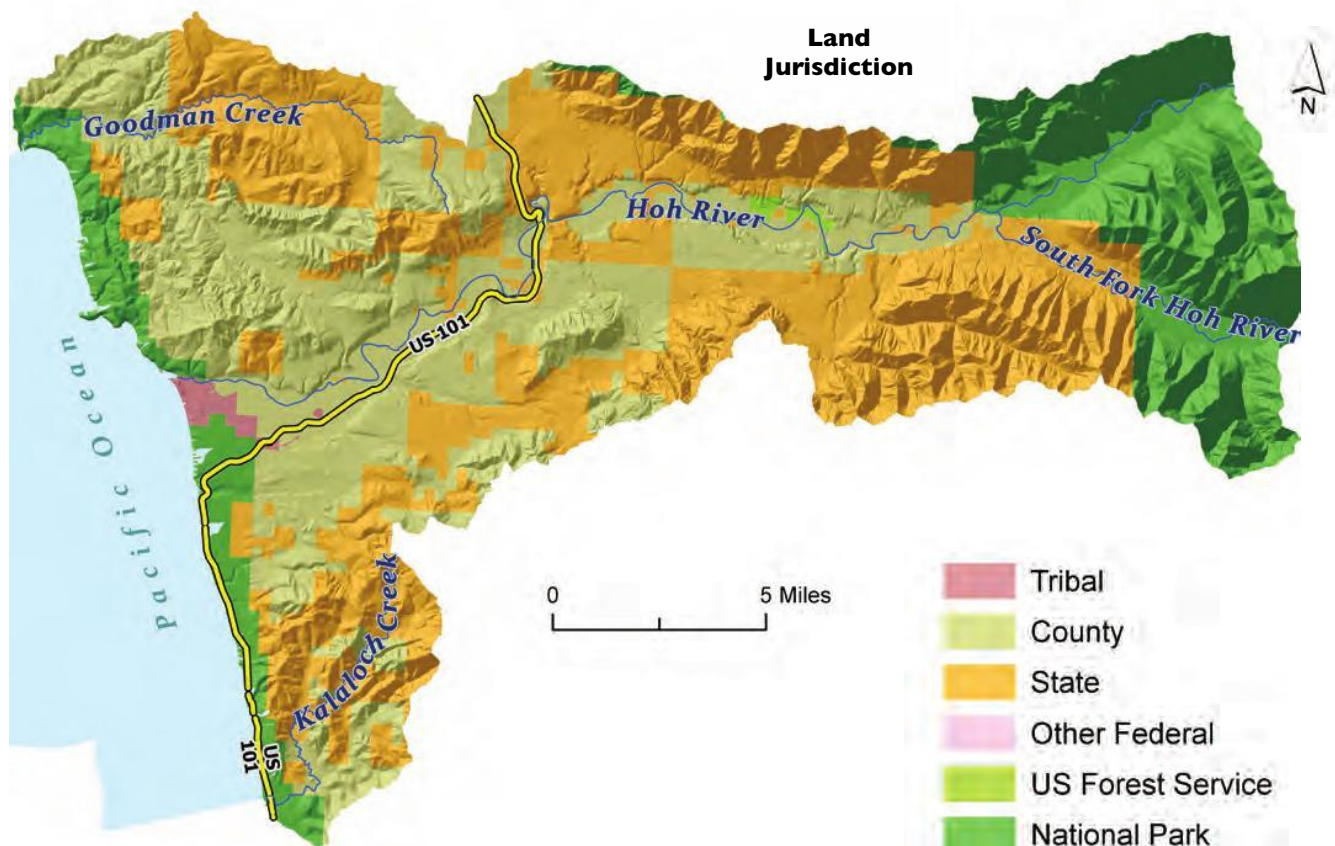 Land
Jurisdiction
N
Goodman Creek
Hoh River
South Fork Hoh River
US 101
Pacific Ocean
Kalaloch Creek
US
101
0 5 Miles
Tribal
County
State
Other Federal
US Forest Service
National Park